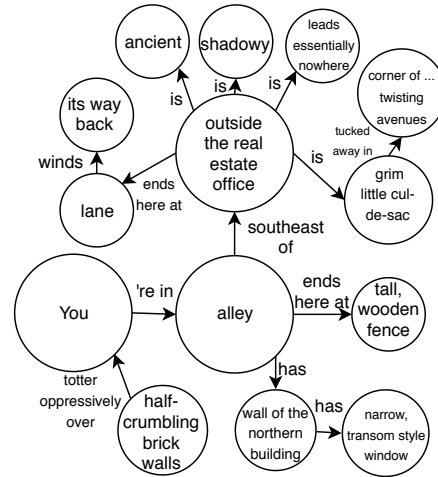 ancient
shadowy
leads
essentially
nowhere
is
is
is
its way
back
corner of ...
twisting
avenues
outside
the real
estate
office
winds
ends
here at
is
tucked
away in
lane
grim
little cul-
de-sac
southeast
of
You
're in
alley
ends
here at
tall,
wooden
fence
totter
oppressively
over
has
half-
crumbling
brick
walls
wall of the
northern
building
has
narrow,
transom style
window